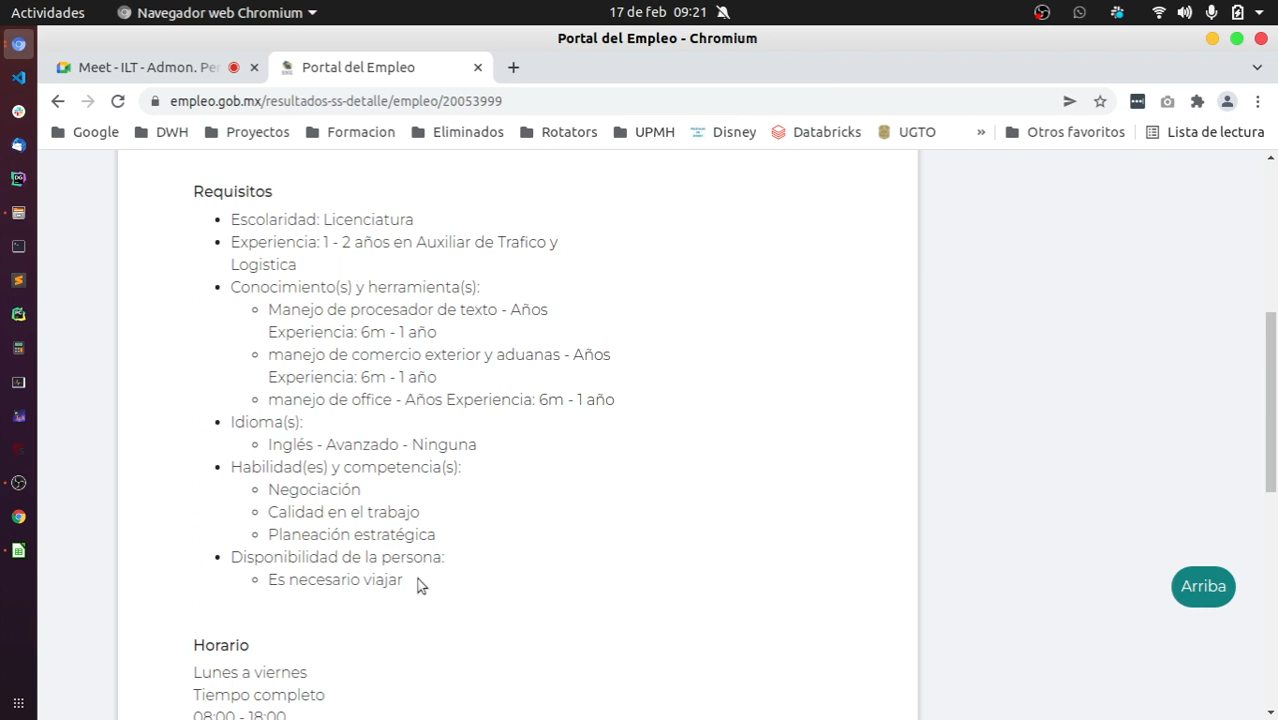 Actividades
Navegador web Chromium
17 de feb 09:21
Portal del Empleo - Chromium
Meet - ILT - Admon. Per
Portal del Empleo
empleo.gob.mx/resultados-ss-detalle/empleo/20053999
Google
DWH
Proyectos
Formacion
Eliminados
Rotators
UPMH
Disney
Databricks
UGTO
»
Otros favoritos
Lista de lectura
Requisitos
• Escolaridad: Licenciatura
• Experiencia: 1 - 2 años en Auxiliar de Trafico y
Logistica
• Conocimiento(s) y herramienta(s):
◦ Manejo de procesador de texto - Años
Experiencia: 6m - 1 año
◦ manejo de comercio exterior y aduanas - Años
Experiencia: 6m - 1 año
◦ manejo de office - Años Experiencia: 6m - 1 año
• Idioma(s):
◦ Inglés - Avanzado - Ninguna
• Habilidad(es) y competencia(s):
◦ Negociación
◦ Calidad en el trabajo
◦ Planeación estratégica
• Disponibilidad de la persona:
◦ Es necesario viajar
Arriba
Horario
Lunes a viernes
Tiempo completo
08:00 - 18:00